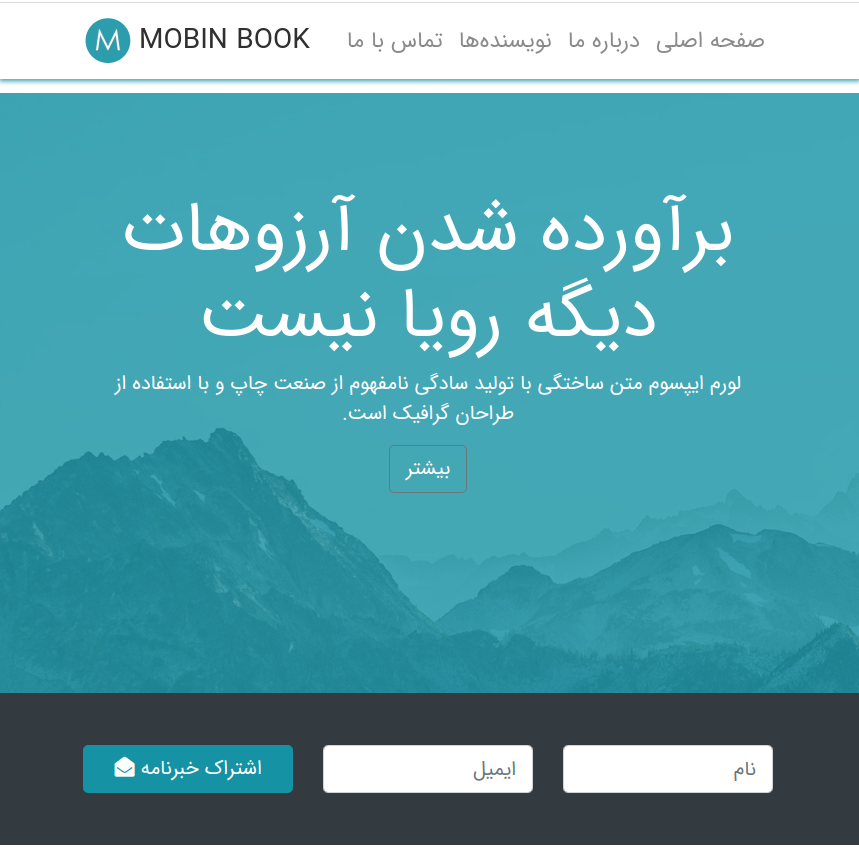 MOBIN BOOK
صفحه اصلی
درباره ما
نویسنده‌ها
تماس با ما
برآورده شدن آرزوهات
دیگه رویا نیست
لورم ایپسوم متن ساختگی با تولید سادگی نامفهوم از صنعت چاپ و با استفاده از
طراحان گرافیک است.
بیشتر
نام
ایمیل
اشتراک خبرنامه